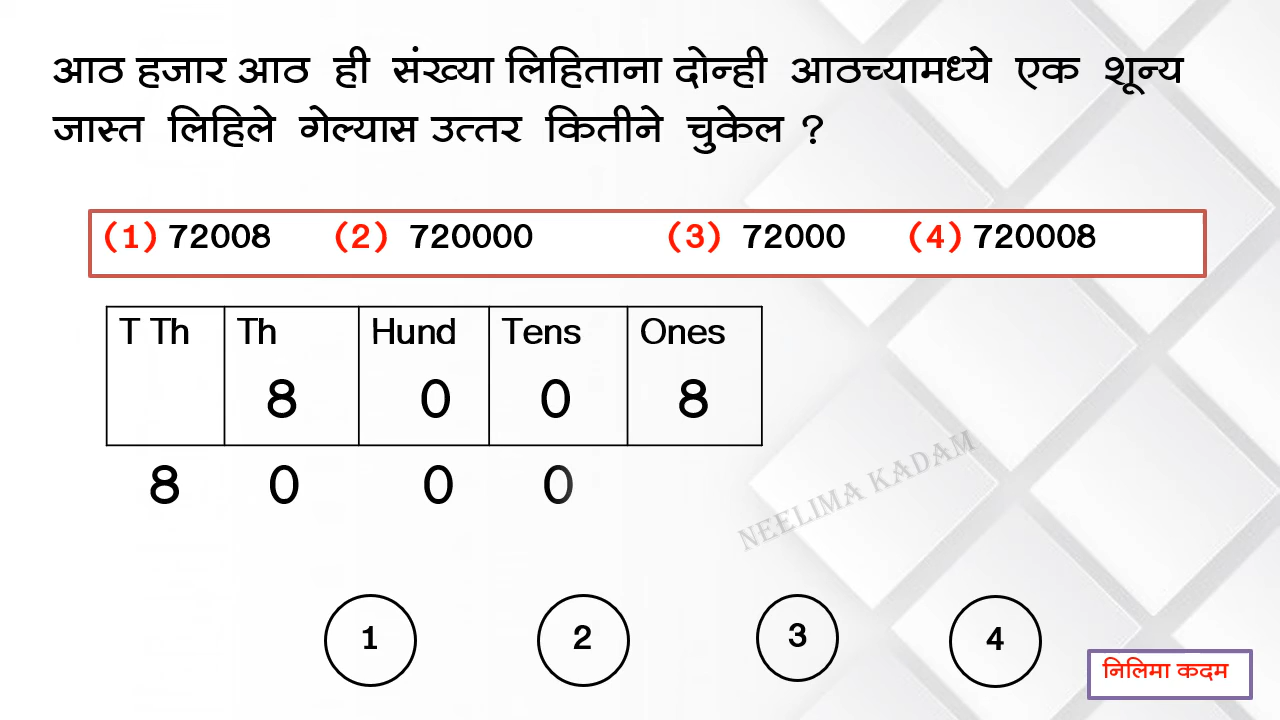 आठ हजार आठ ही संख्या लिहिताना दोन्ही आठच्यामध्ये एक शून्य
जास्त लिहिले गेल्यास उत्तर कितीने चुकेल ?
(1) 72008 (2) 720000 (3) 72000 (4) 720008
T Th Th Hund Tens Ones
8 0 0 8
8 0 0 0
NEELIMA KADAM
1 2 3 4
निलिमा कदम